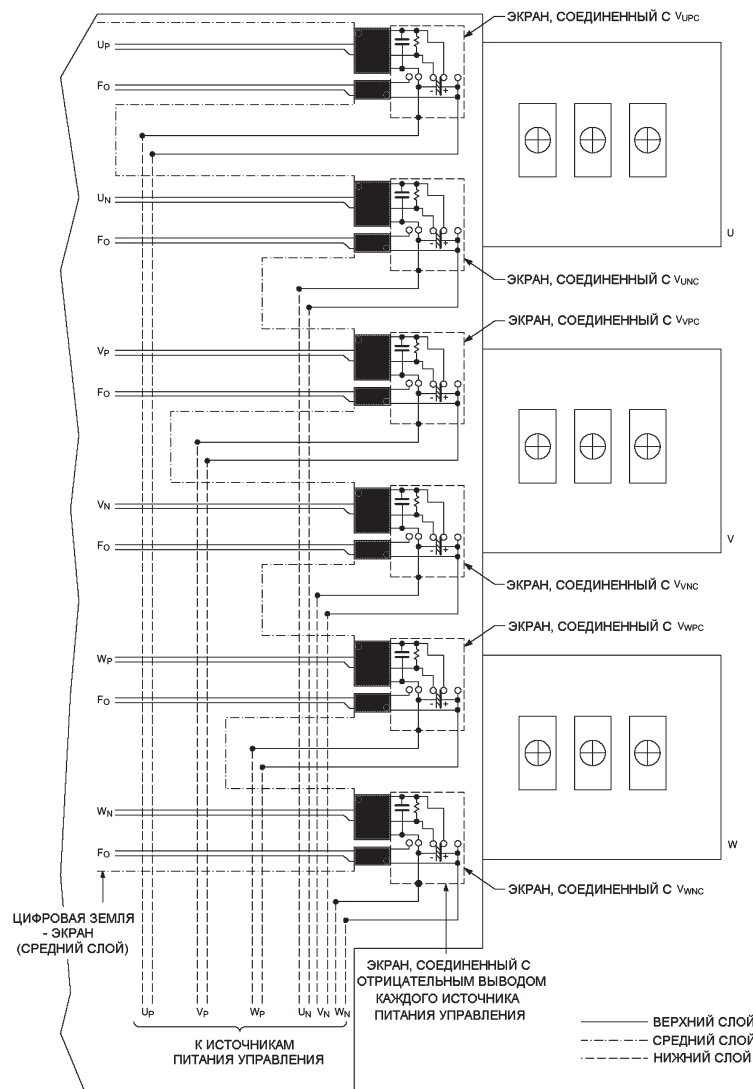 ЭКРАН, СОЕДИНЕННЫЙ С VUPC
UP
FO
U
UN
FO
ЭКРАН, СОЕДИНЕННЫЙ С VUNC
ЭКРАН, СОЕДИНЕННЫЙ С VVPC
VP
FO
VN
V
FO
ЭКРАН, СОЕДИНЕННЫЙ С VVNC
ЭКРАН, СОЕДИНЕННЫЙ С VWPC
WP
FO
WN
W
FO
ЭКРАН, СОЕДИНЕННЫЙ С VWNC
ЦИФРОВАЯ ЗЕМЛЯ
- ЭКРАН
(СРЕДНИЙ СЛОЙ)
ЭКРАН, СОЕДИНЕННЫЙ С
ОТРИЦАТЕЛЬНЫМ ВЫВОДОМ
КАЖДОГО ИСТОЧНИКА
ПИТАНИЯ УПРАВЛЕНИЯ
UP VP WP UN VN WN
К ИСТОЧНИКАМ
ПИТАНИЯ УПРАВЛЕНИЯ
ВЕРХНИЙ СЛОЙ
СРЕДНИЙ СЛОЙ
НИЖНИЙ СЛОЙ